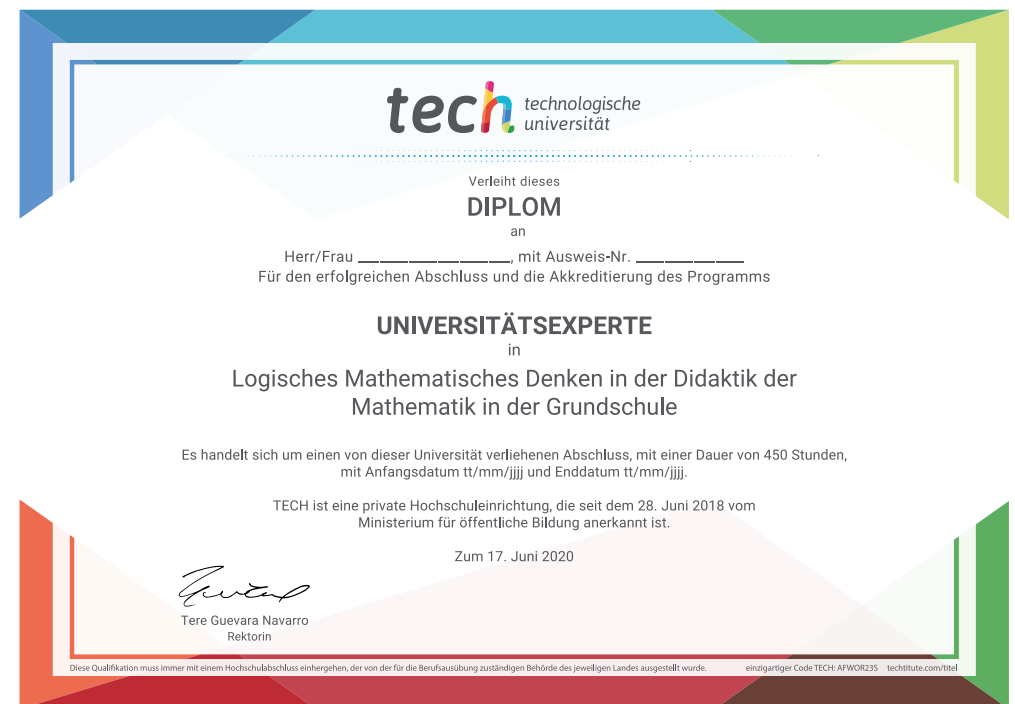 tech technologische
universität
Verleiht dieses
DIPLOM
an
Herr/Frau ________________, mit Ausweis-Nr. ____________
Für den erfolgreichen Abschluss und die Akkreditierung des Programms
UNIVERSITÄTSEXPERTE
in
Logisches Mathematisches Denken in der Didaktik der
Mathematik in der Grundschule
Es handelt sich um einen von dieser Universität verliehenen Abschluss, mit einer Dauer von 450 Stunden,
mit Anfangsdatum tt/mm/jjjj und Enddatum tt/mm/jjjj.
TECH ist eine private Hochschuleinrichtung, die seit dem 28. Juni 2018 vom
Ministerium für öffentliche Bildung anerkannt ist.
Zum 17. Juni 2020
Tere Guevara Navarro
Rektorin
Diese Qualifikation muss immer mit einem Hochschulabschluss einhergehen, der von der für die Berufsausübung zuständigen Behörde des jeweiligen Landes ausgestellt wurde. einzigartiger Code TECH: AFWOR23S techtitute.com/titel